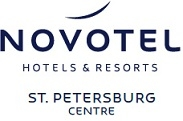 NOVOTEL
HOTELS & RESORTS
ST. PETERSBURG
CENTRE